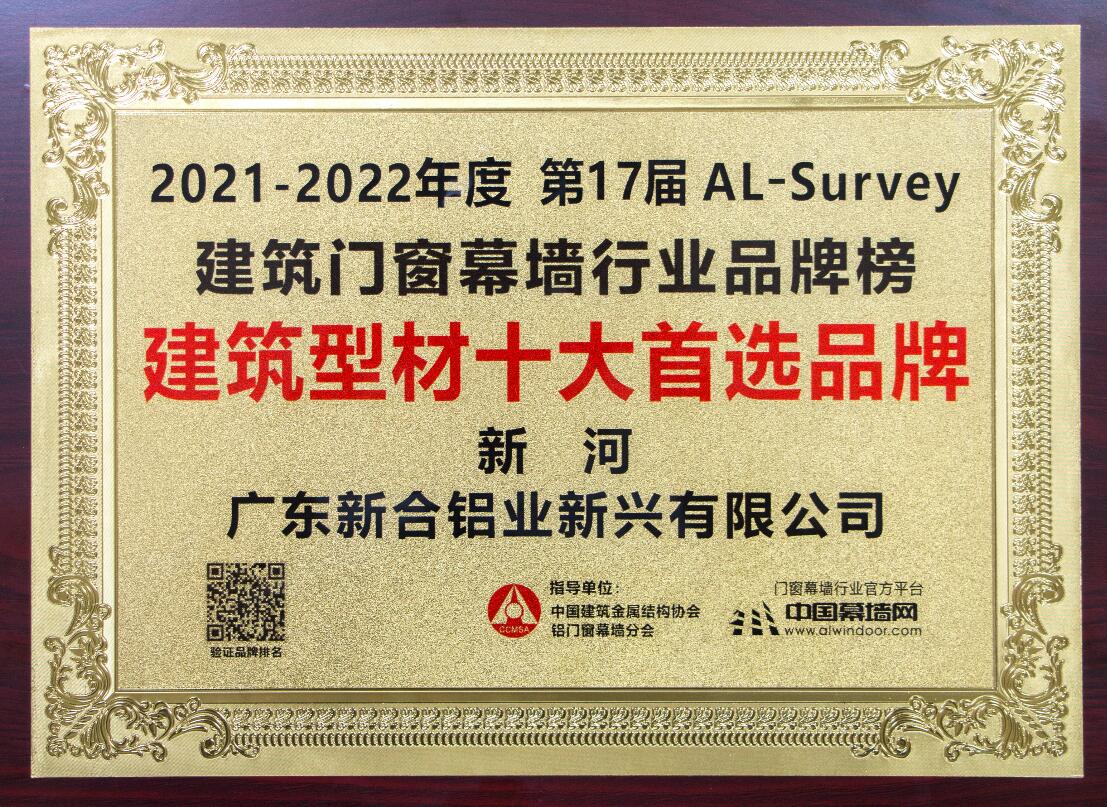 2021-2022年度 第17届 AL-Survey
建筑门窗幕墙行业品牌榜
建筑型材十大首选品牌
新 河
广东新合铝业新兴有限公司
验证品牌排名
CCMSA
指导单位：
中国建筑金属结构协会
铝门窗幕墙分会
门窗幕墙行业官方平台
中国幕墙网
www.alwindoor.com